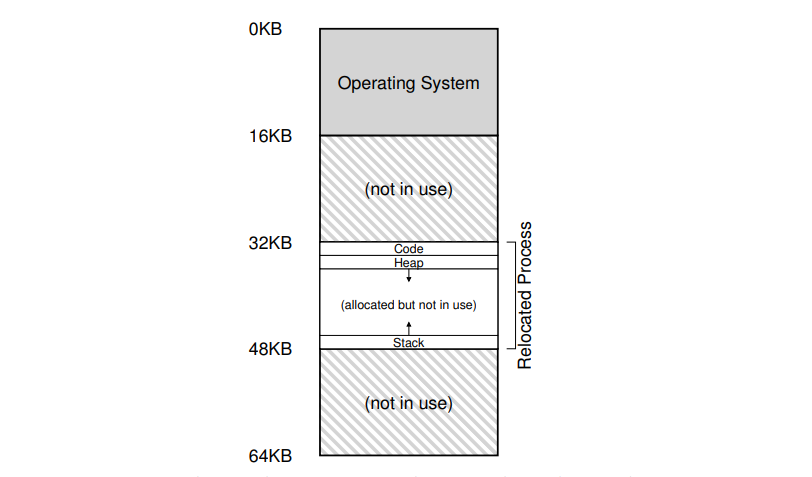 0KB
Operating System
16KB
(not in use)
32KB
Code
Heap
(allocated but not in use)
Stack
48KB
(not in use)
64KB
Relocated Process